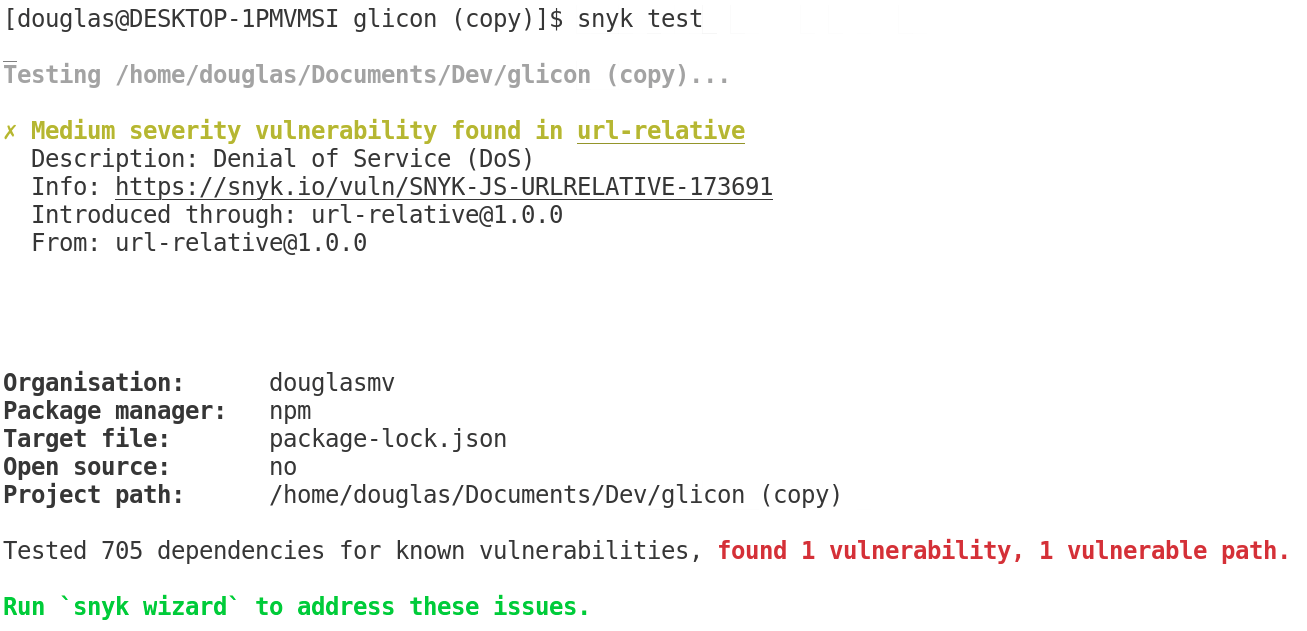 [douglas@DESKTOP-1PMVMSI glicon (copy)]$ snyk test
Testing /home/douglas/Documents/Dev/glicon (copy)...
✗ Medium severity vulnerability found in url-relative
Description: Denial of Service (DoS)
Info: https://snyk.io/vuln/SNYK-JS-URLRELATIVE-173691
Introduced through: url-relative@1.0.0
From: url-relative@1.0.0
Organisation: douglasmv
Package manager: npm
Target file: package-lock.json
Open source: no
Project path: /home/douglas/Documents/Dev/glicon (copy)
Tested 705 dependencies for known vulnerabilities, found 1 vulnerability, 1 vulnerable path.
Run `snyk wizard` to address these issues.